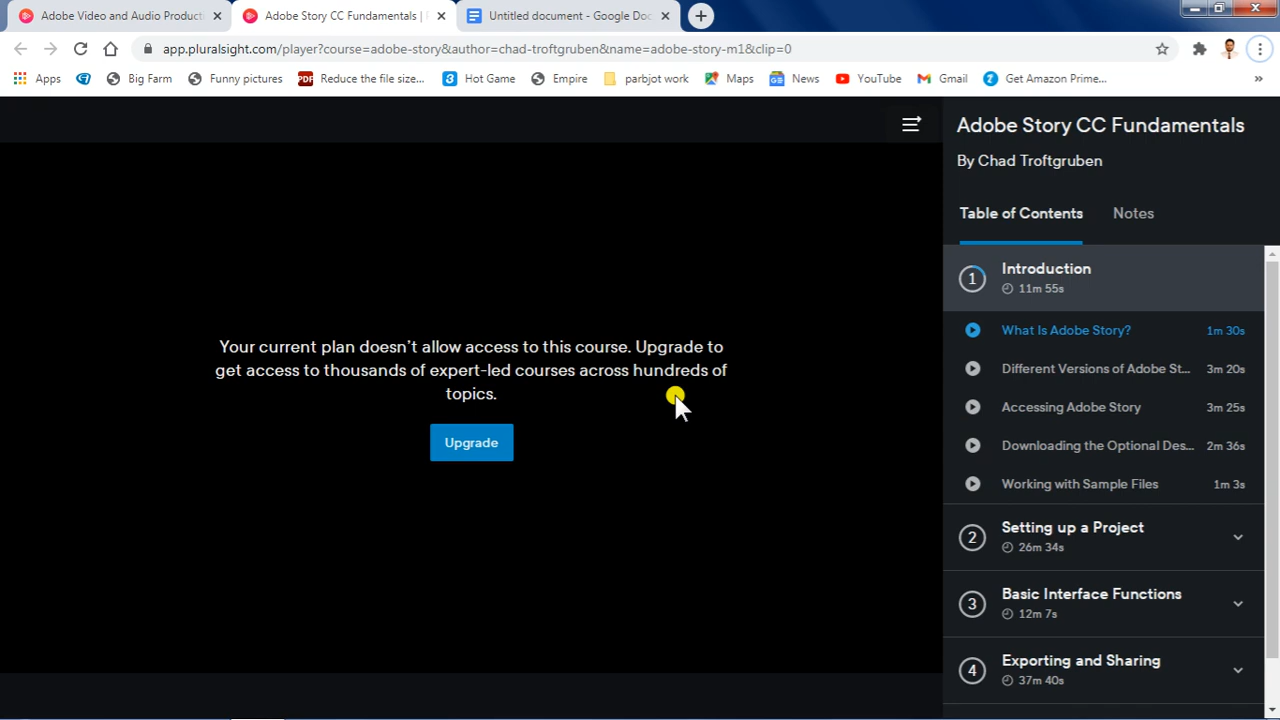 Adobe Video and Audio Producti
Adobe Story CC Fundamentals |
Untitled document - Google Doc
app.pluralsight.com/player?course=adobe-story&author=chad-troftgruben&name=adobe-story-m1&clip=0
Apps
Big Farm
Funny pictures
PDF
Reduce the file size...
Hot Game
Empire
parbjot work
Maps
News
YouTube
Gmail
Get Amazon Prime...
»
Adobe Story CC Fundamentals
By Chad Troftgruben
Table of Contents
Notes
1
Introduction
11m 55s
What Is Adobe Story?
1m 30s
Different Versions of Adobe St...
3m 20s
Accessing Adobe Story
3m 25s
Downloading the Optional Des...
2m 36s
Working with Sample Files
1m 3s
2
Setting up a Project
26m 34s
3
Basic Interface Functions
12m 7s
4
Exporting and Sharing
37m 40s
Your current plan doesn't allow access to this course. Upgrade to
get access to thousands of expert-led courses across hundreds of
topics.
Upgrade